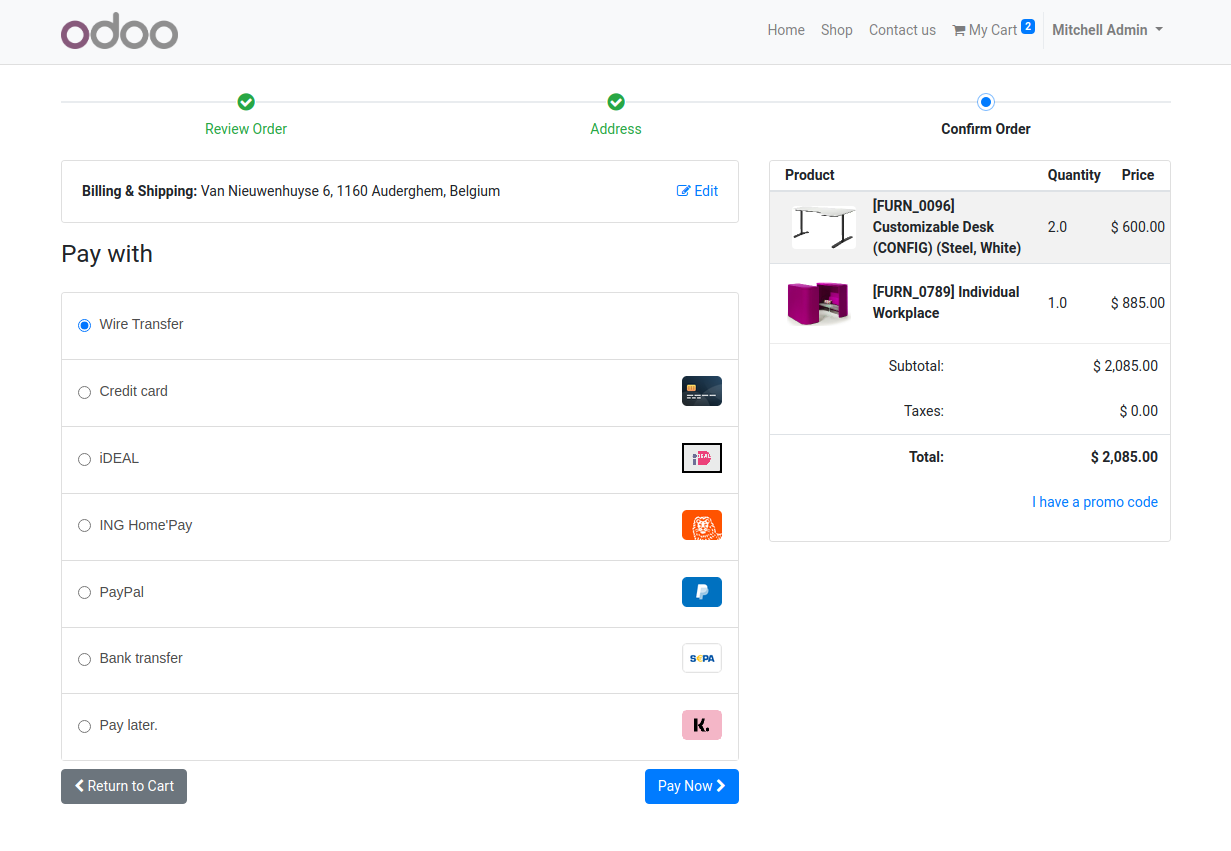 odoo
Home Shop Contact us My Cart 2 Mitchell Admin
Review Order Address Confirm Order
Billing & Shipping: Van Nieuwenhuyse 6, 1160 Auderghem, Belgium Edit
Pay with
Wire Transfer
Credit card
iDEAL iDEAL
ING Home'Pay
PayPal P
Bank transfer SEPA
Pay later. K.
Return to Cart Pay Now
Product Quantity Price
[FURN_0096]
Customizable Desk 2.0 $ 600.00
(CONFIG) (Steel, White)
[FURN_0789] Individual
Workplace 1.0 $ 885.00
Subtotal: $ 2,085.00
Taxes: $ 0.00
Total: $ 2,085.00
I have a promo code